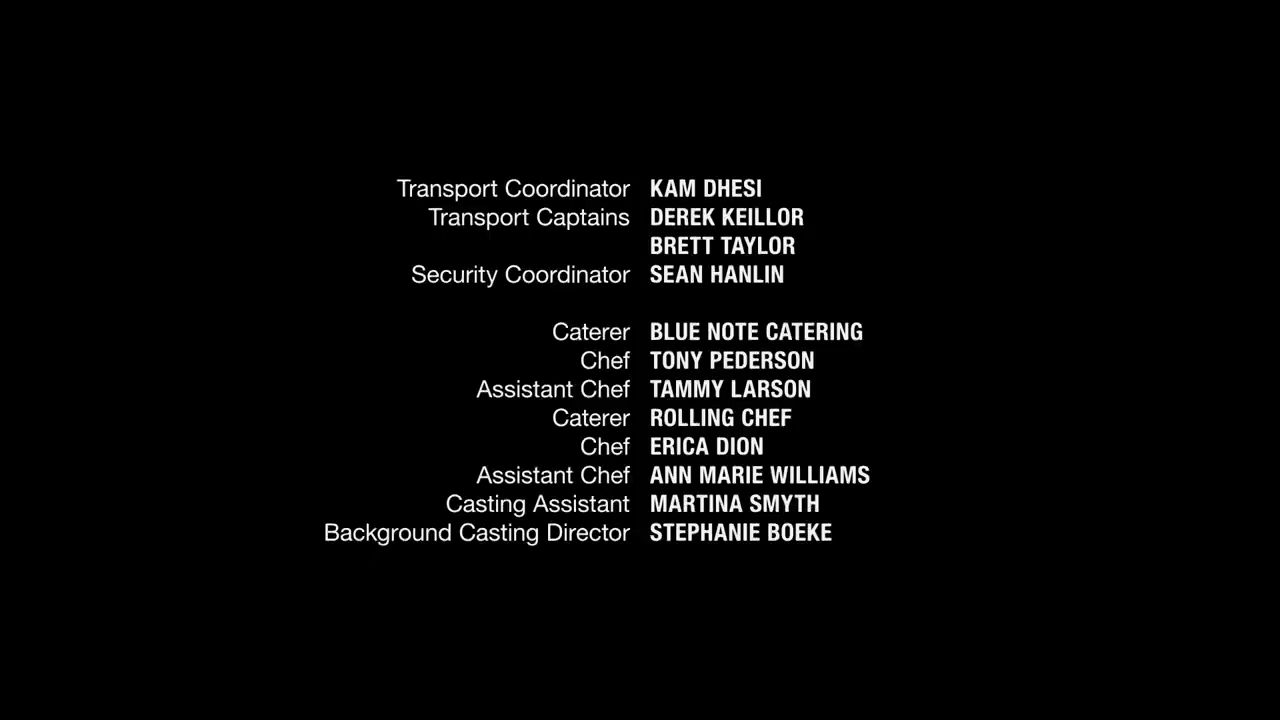 Transport Coordinator KAM DHESI
Transport Captains DEREK KEILLOR
BRETT TAYLOR
Security Coordinator SEAN HANLIN
Caterer BLUE NOTE CATERING
Chef TONY PEDERSON
Assistant Chef TAMMY LARSON
Caterer ROLLING CHEF
Chef ERICA DION
Assistant Chef ANN MARIE WILLIAMS
Casting Assistant MARTINA SMYTH
Background Casting Director STEPHANIE BOEKE